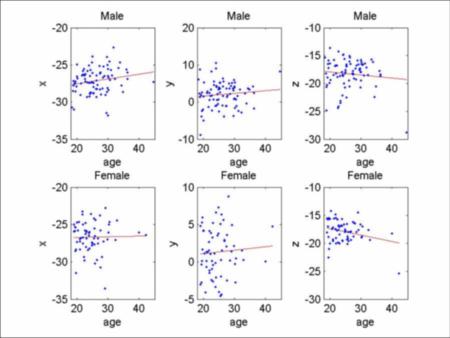 Male Male Male
-20 20 -10
-25 10 -15
x y z
-30 0 -20
-25
-35 -10 -30
20 30 40 20 30 40 20 30 40
age age age
Female Female Female
-20 10 -10
-25 5 -15
x y z
-30 0 -20
-25
-35 -5 -30
20 30 40 20 30 40 20 30 40
age age age